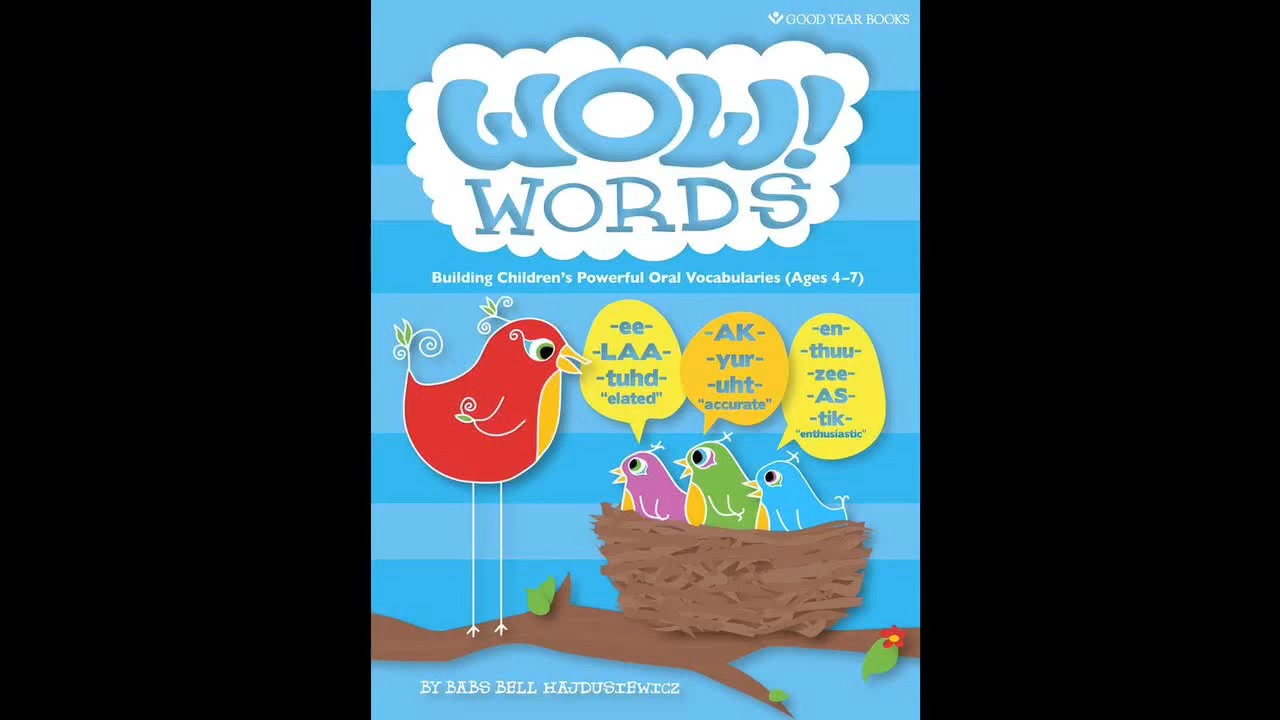 GOOD YEAR BOOKS
WOW!
WORDS
Building Children's Powerful Oral Vocabularies (Ages 4–7)
-ee-
-LAA-
-tuhd-
"elated"
-AK-
-yur-
-uht-
"accurate"
-en-
-thuu-
-zee-
-AS-
-tik-
"enthusiastic"
BY BABS BELL HAJDUSIEWICZ